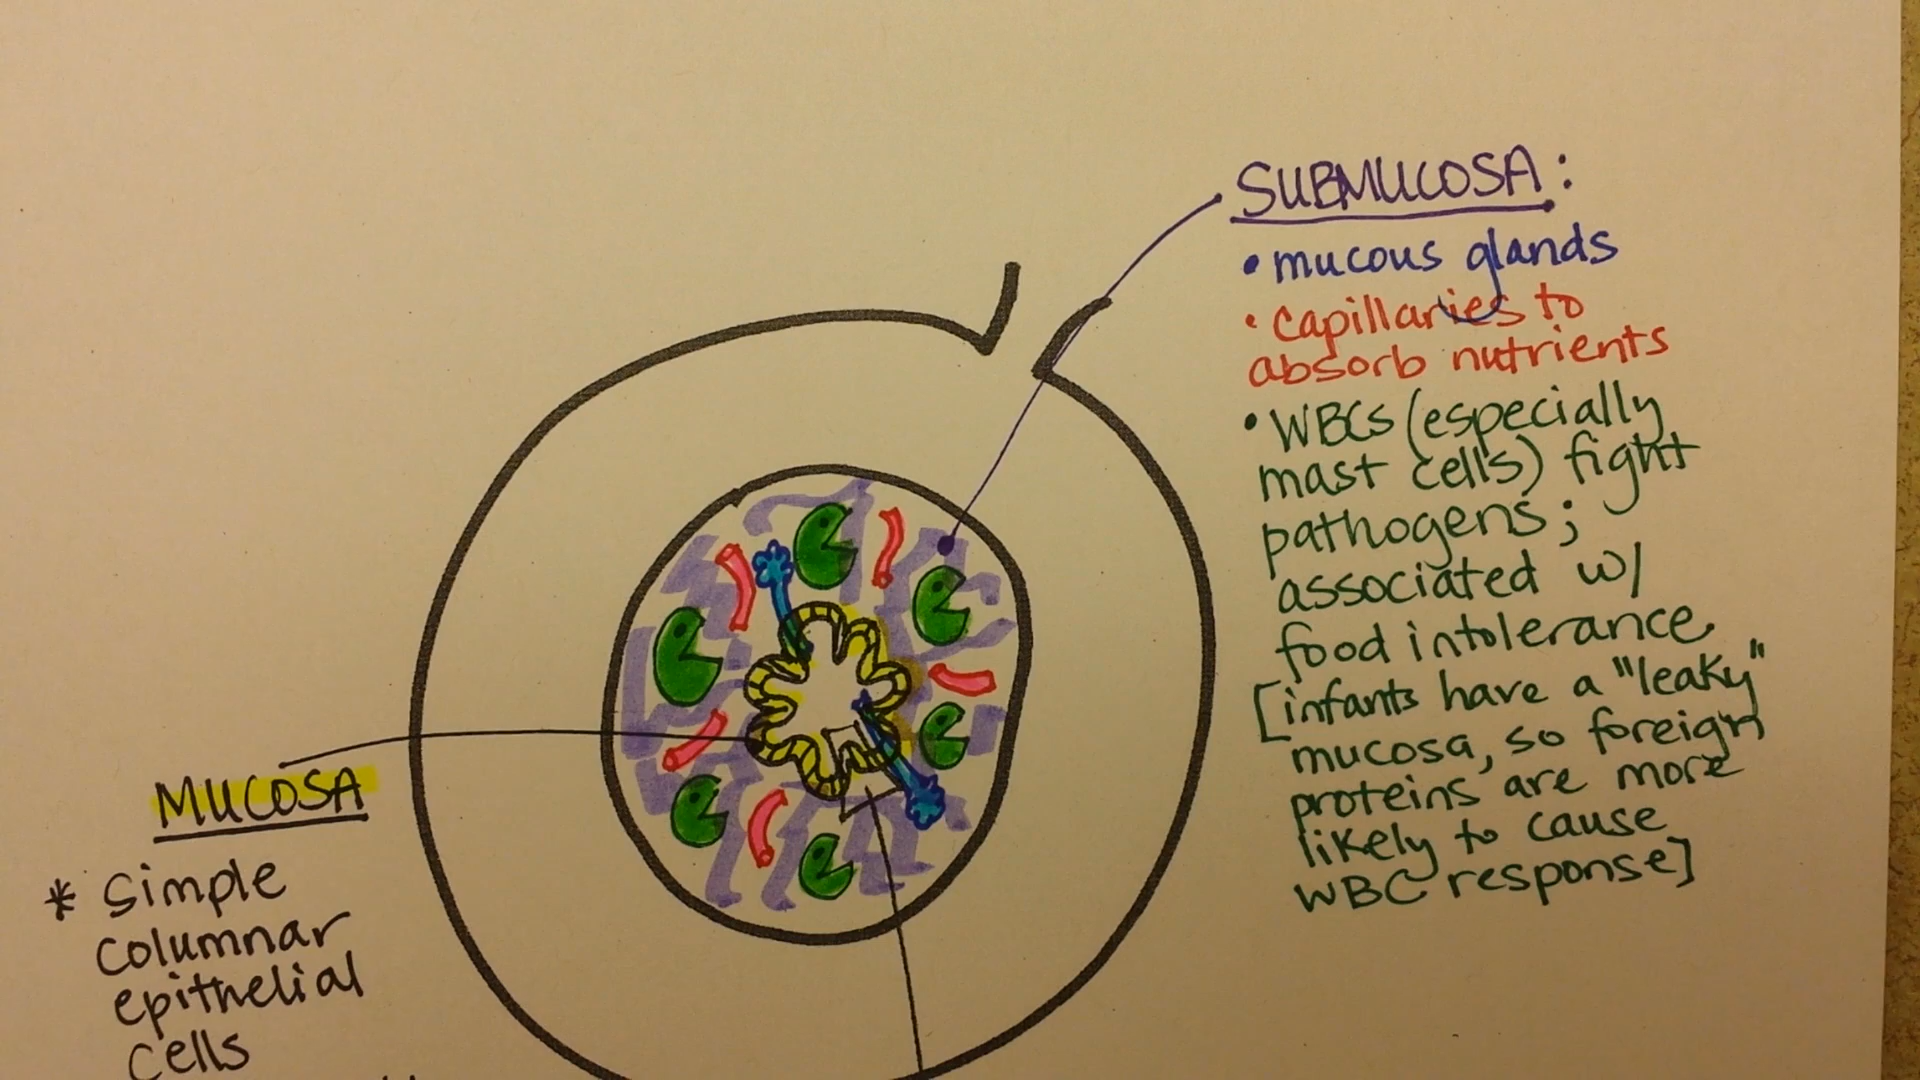 SUBMUCOSA:
• mucous glands
• capillaries to
absorb nutrients
• WBCs (especially
mast cells) fight
pathogens;
associated w/
food intolerance
[infants have a "leaky"
mucosa, so foreign
proteins are more
likely to cause
WBC response]
MUCOSA
* simple
columnar
epithelial
cells